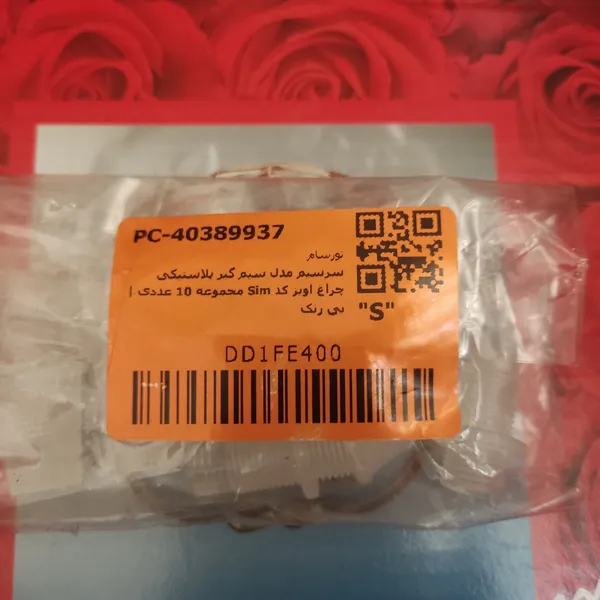 PC-40389937
نورسام
سرسیم مدل سیم گیر پلاستیکی
چراغ اویز کد Sim مجموعه 10 عددی |
بی رنگ
"S"
DD1FE400